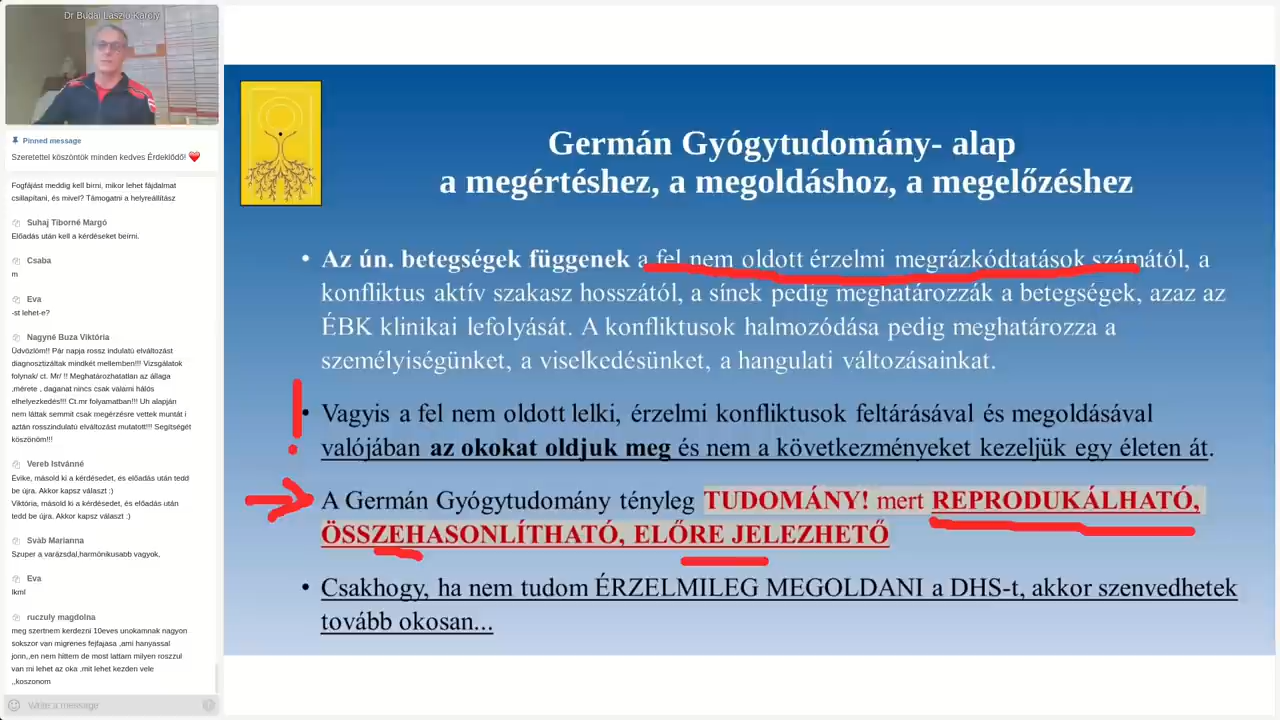 Dr Budai László Károly
Pinned message
Szeretettel köszöntök minden kedves Érdeklődő! ❤️
Fogfájást meddig kell birni, mikor lehet fájdalmat
csillapitani, és mivel? Támogatni a helyreállitász
Suhaj Tiborné Margó
Előadás után kell a kérdéseket beírni.
Csaba
m
Eva
-st lehet-e?
Nagyné Buza Viktória
Üdvözlöm!! Pár napja rossz indulatú elváltozást
diagnosztizáltak mindkét mellemben!!! Vizsgálatok
folynak/ ct. Mr/ !! Meghatározhatatlan az állaga
,mérete , daganat nincs csak valami hálós
elhelyezkedés!!! Ct.mr folyamatban!!! Uh alapján
nem láttak semmit csak megérzésre vettek muntát i
aztán rosszindulatú elváltozást mutatott!!! Segítségét
köszönöm!!!
Vereb Istvánné
Évike, másold ki a kérdésedet, és előadás után tedd
be újra. Akkor kapsz választ :)
Viktória, másold ki a kérdésedet, és előadás után
tedd be újra. Akkor kapsz választ :)
Sváb Marianna
Szuper a varázsdal,harmónikusabb vagyok.
Eva
lkml
ruczuly magdolna
meg szertnem kerdezni 10eves unokamnak nagyon
sokszor van migrenes fejfajasa ,ami hanyassal
jonn,,en nem hittem de most lattam milyen roszzul
van mi lehet az oka ,mit lehet kezden vele
,,koszonom
Write a message
Germán Gyógytudomány- alap
a megértéshez, a megoldáshoz, a megelőzéshez
• Az ún. betegségek függenek a fel nem oldott érzelmi megrázkódtatások számától, a
konfliktus aktív szakasz hosszától, a sínek pedig meghatározzák a betegségek, azaz az
ÉBK klinikai lefolyását. A konfliktusok halmozódása pedig meghatározza a
személyiségünket, a viselkedésünket, a hangulati változásainkat.
• Vagyis a fel nem oldott lelki, érzelmi konfliktusok feltárásával és megoldásával
valójában az okokat oldjuk meg és nem a következményeket kezeljük egy életen át.
A Germán Gyógytudomány tényleg TUDOMÁNY! mert REPRODUKÁLHATÓ,
ÖSSZEHASONLÍTHATÓ, ELŐRE JELEZHETŐ
• Csakhogy, ha nem tudom ÉRZELMILEG MEGOLDANI a DHS-t, akkor szenvedhetek
tovább okosan...